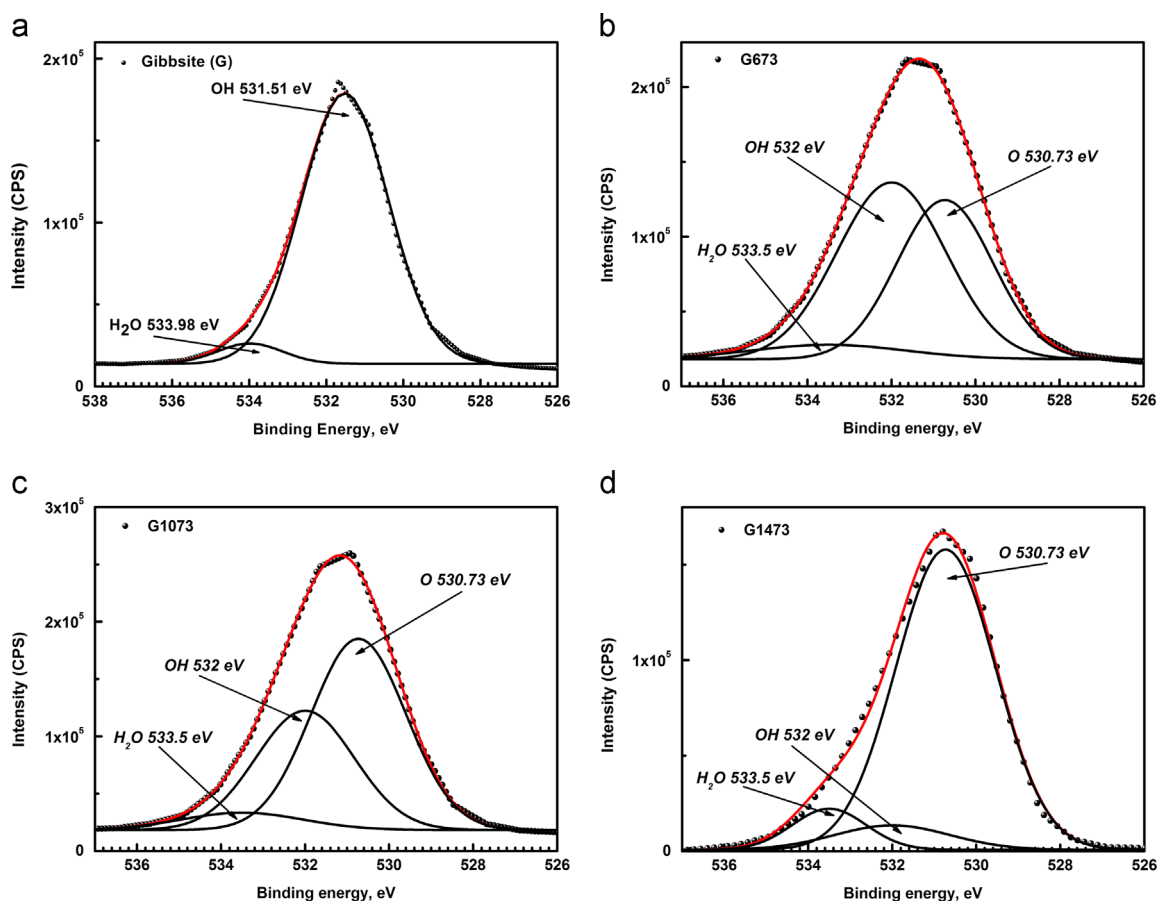 a
Gibbsite (G)
OH 531.51 eV
H2O 533.98 eV
2x10⁵
1x10⁵
0
538 536 534 532 530 528 526
Intensity (CPS)
Binding Energy, eV
b
G673
OH 532 eV
O 530.73 eV
H₂O 533.5 eV
2x10⁵
1x10⁵
0
536 534 532 530 528 526
Intensity (CPS)
Binding energy, eV
c
G1073
O 530.73 eV
OH 532 eV
H₂O 533.5 eV
3x10⁵
2x10⁵
1x10⁵
0
536 534 532 530 528 526
Intensity (CPS)
Binding energy, eV
d
G1473
O 530.73 eV
OH 532 eV
H₂O 533.5 eV
1x10⁵
0
536 534 532 530 528 526
Intensity (CPS)
Binding energy, eV